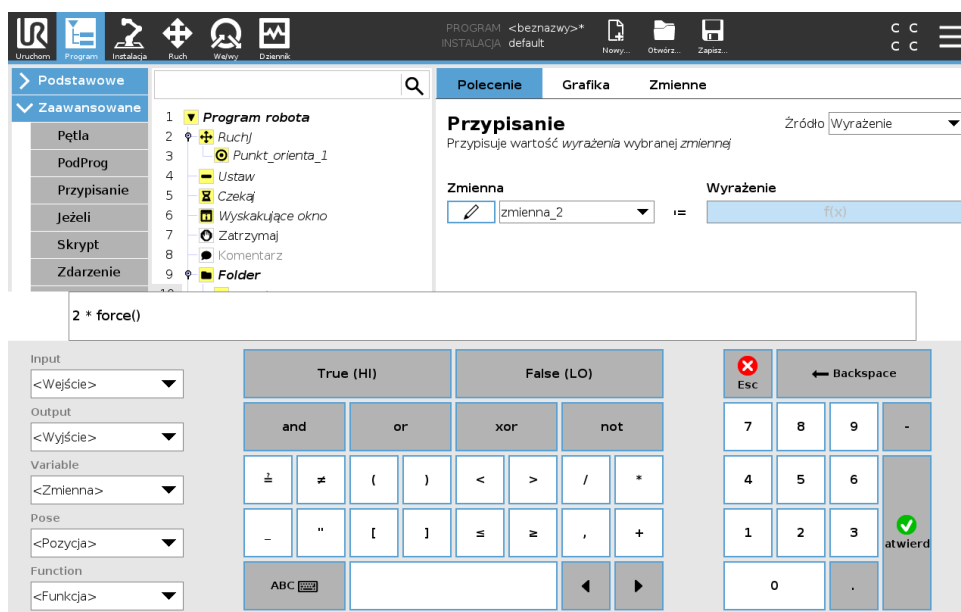 UR
Uruchom Program Instalacja Ruch We/wy Dziennik
PROGRAM <beznazwy>*
INSTALACJA default
Nowy... Otwórz... Zapisz...
C C
C C
Podstawowe
Zaawansowane
Pętla
PodProg
Przypisanie
Jeżeli
Skrypt
Zdarzenie
1 Program robota
2 RuchJ
3 Punkt_orienta_1
4 Ustaw
5 Czekaj
6 Wyskakujące okno
7 Zatrzymaj
8 Komentarz
9 Folder
Polecenie Grafika Zmienne
Przypisanie
Źródło Wyrażenie
Przypisuje wartość wyrażenia wybranej zmiennej
Zmienna Wyrażenie
zmienna_2 := f(x)
2 * force()
Input
<Wejście>
Output
<Wyjście>
Variable
<Zmienna>
Pose
<Pozycja>
Function
<Funkcja>
True (HI) False (LO)
and or xor not
≟ ≠ ( ) < > / *
_ " [ ] ≤ ≥ , +
ABC
Esc Backspace
7 8 9 -
4 5 6
1 2 3 atwierd
0 .